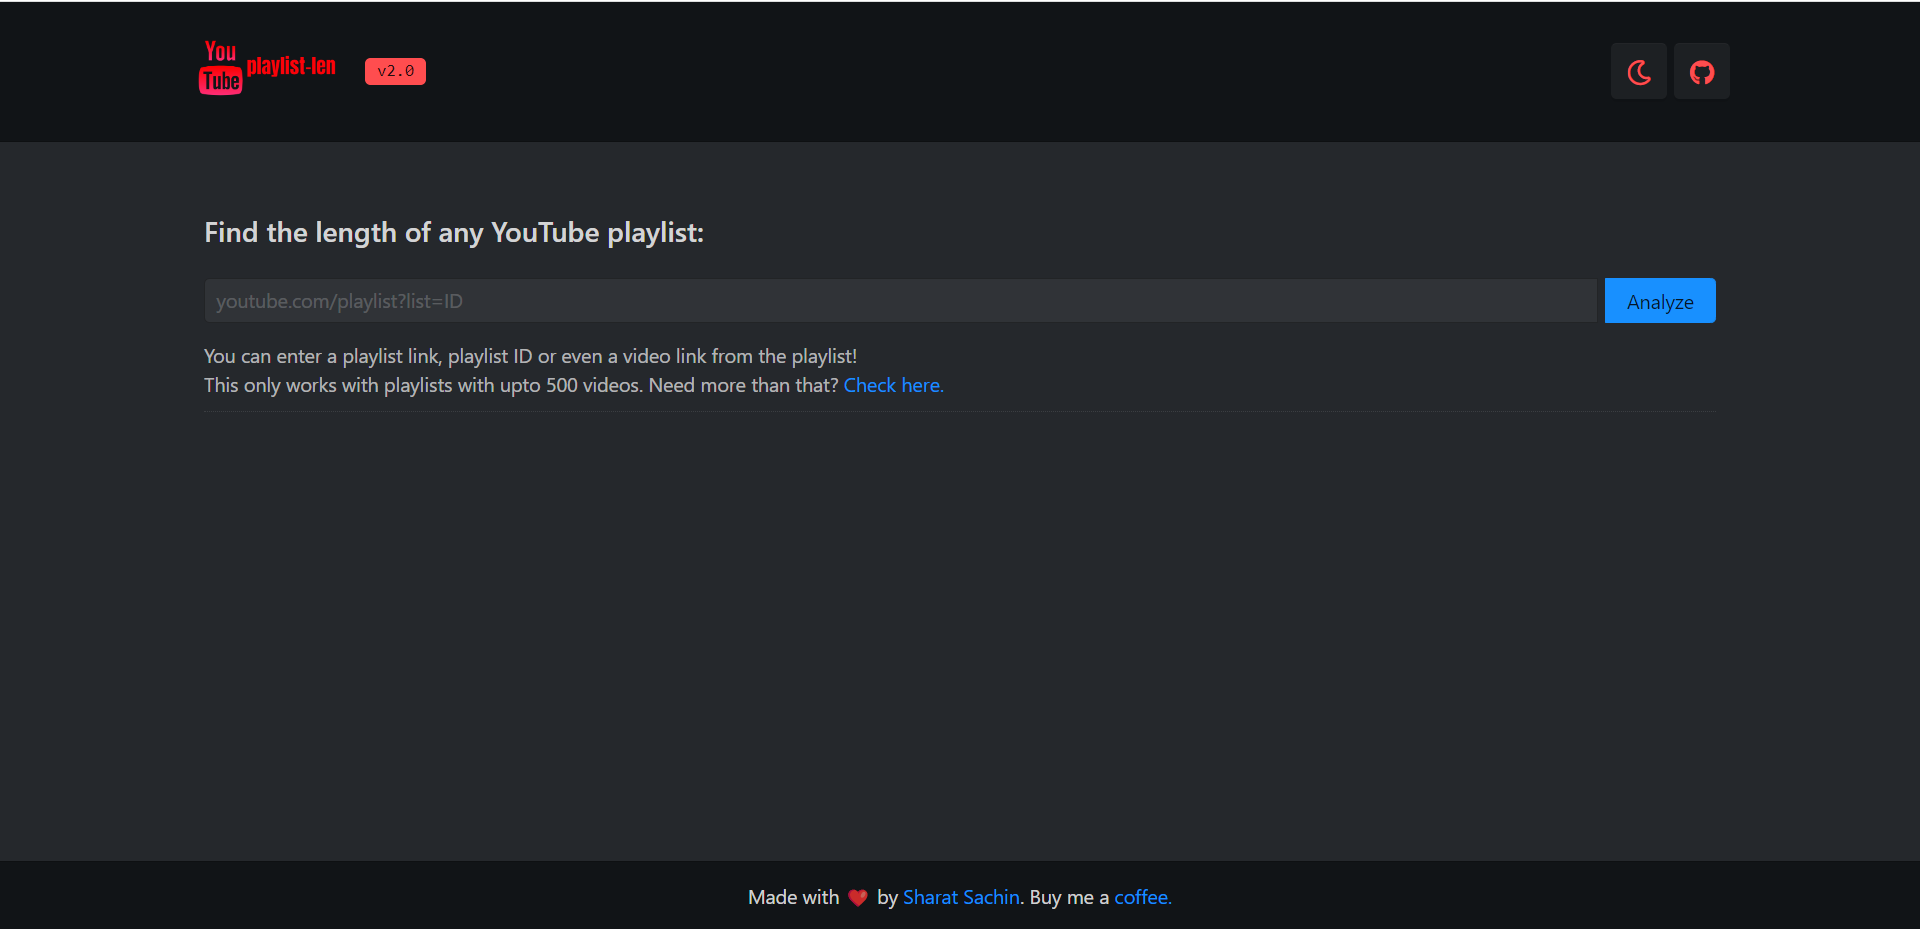 You
Tube playlist-len
v2.0
Find the length of any YouTube playlist:
youtube.com/playlist?list=ID
Analyze
You can enter a playlist link, playlist ID or even a video link from the playlist!
This only works with playlists with upto 500 videos. Need more than that? Check here.
Made with ❤️ by Sharat Sachin. Buy me a coffee.